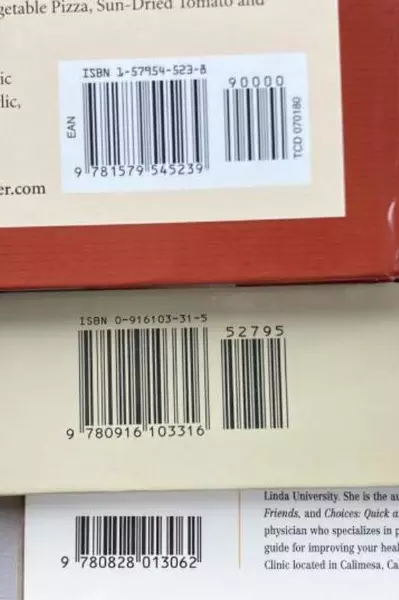 getable Pizza, Sun-Dried Tomato and
ic
lic,
er.com
ISBN 1-57954-523-8
90000
EAN
TCD 070180
9 781579 545239
ISBN 0-916103-31-5
52795
9 780916 103316
Linda University. She is the au
Friends, and Choices: Quick a
physician who specializes in p
guide for improving your heal
Clinic located in Calimesa, Ca
9 780828 013062